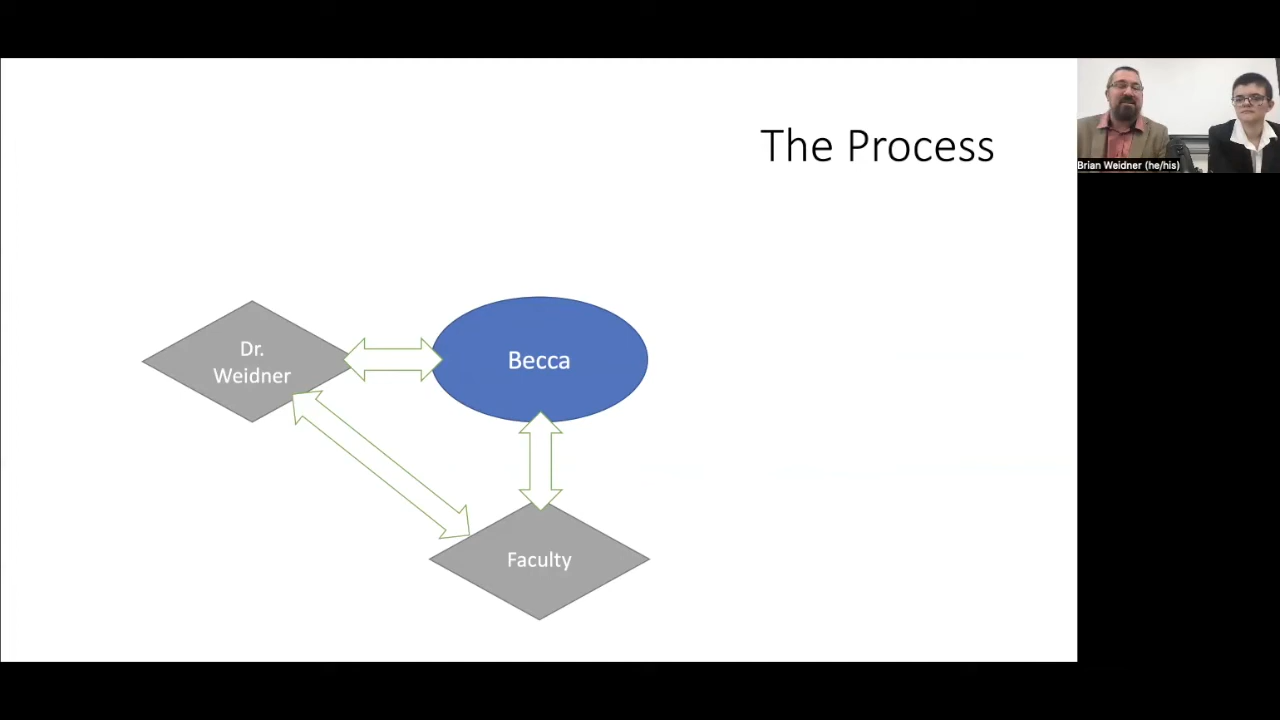 The Process
Brian Weidner (he/his)
Dr.
Weidner
Becca
Faculty